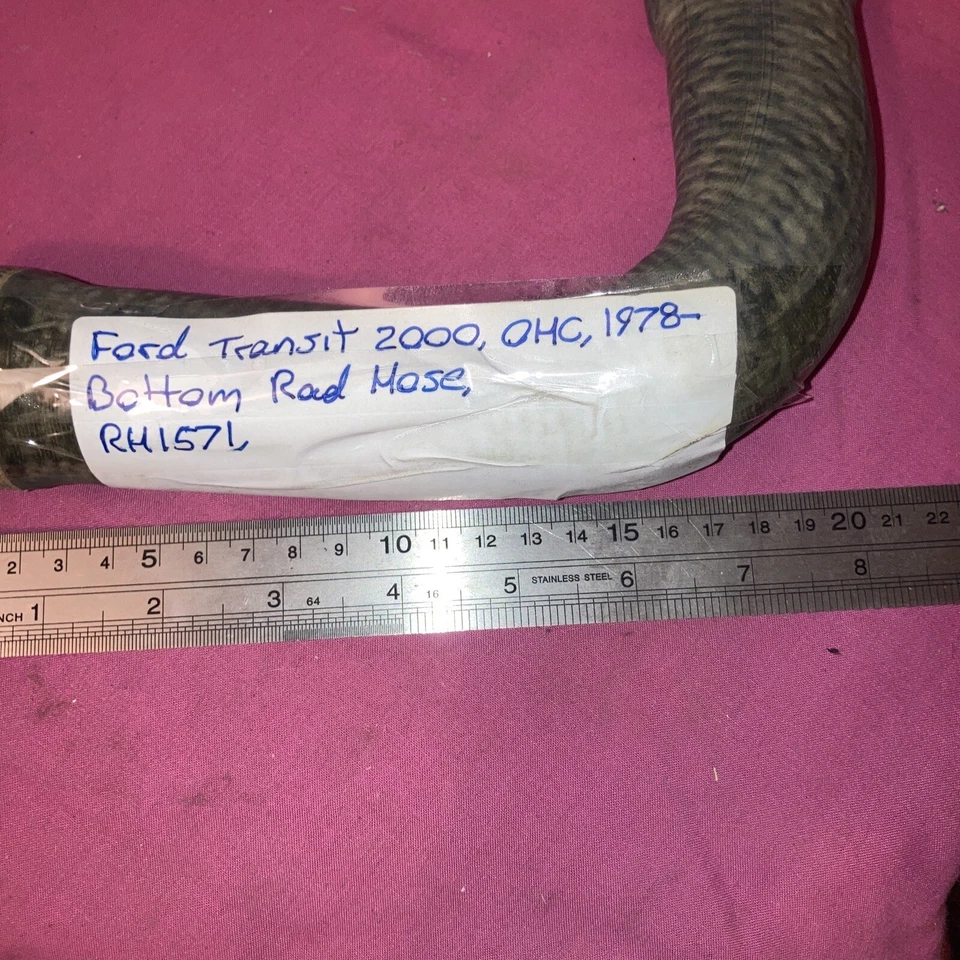 Ford Transit 2000, OHC, 1978-
Bottom Rad Hose,
RH1571,
2 3 4 5 6 7 8 9 10 11 12 13 14 15 16 17 18 19 20 21 22
NCH 1 2 3 64 4 16 5 STAINLESS STEEL 6 7 8